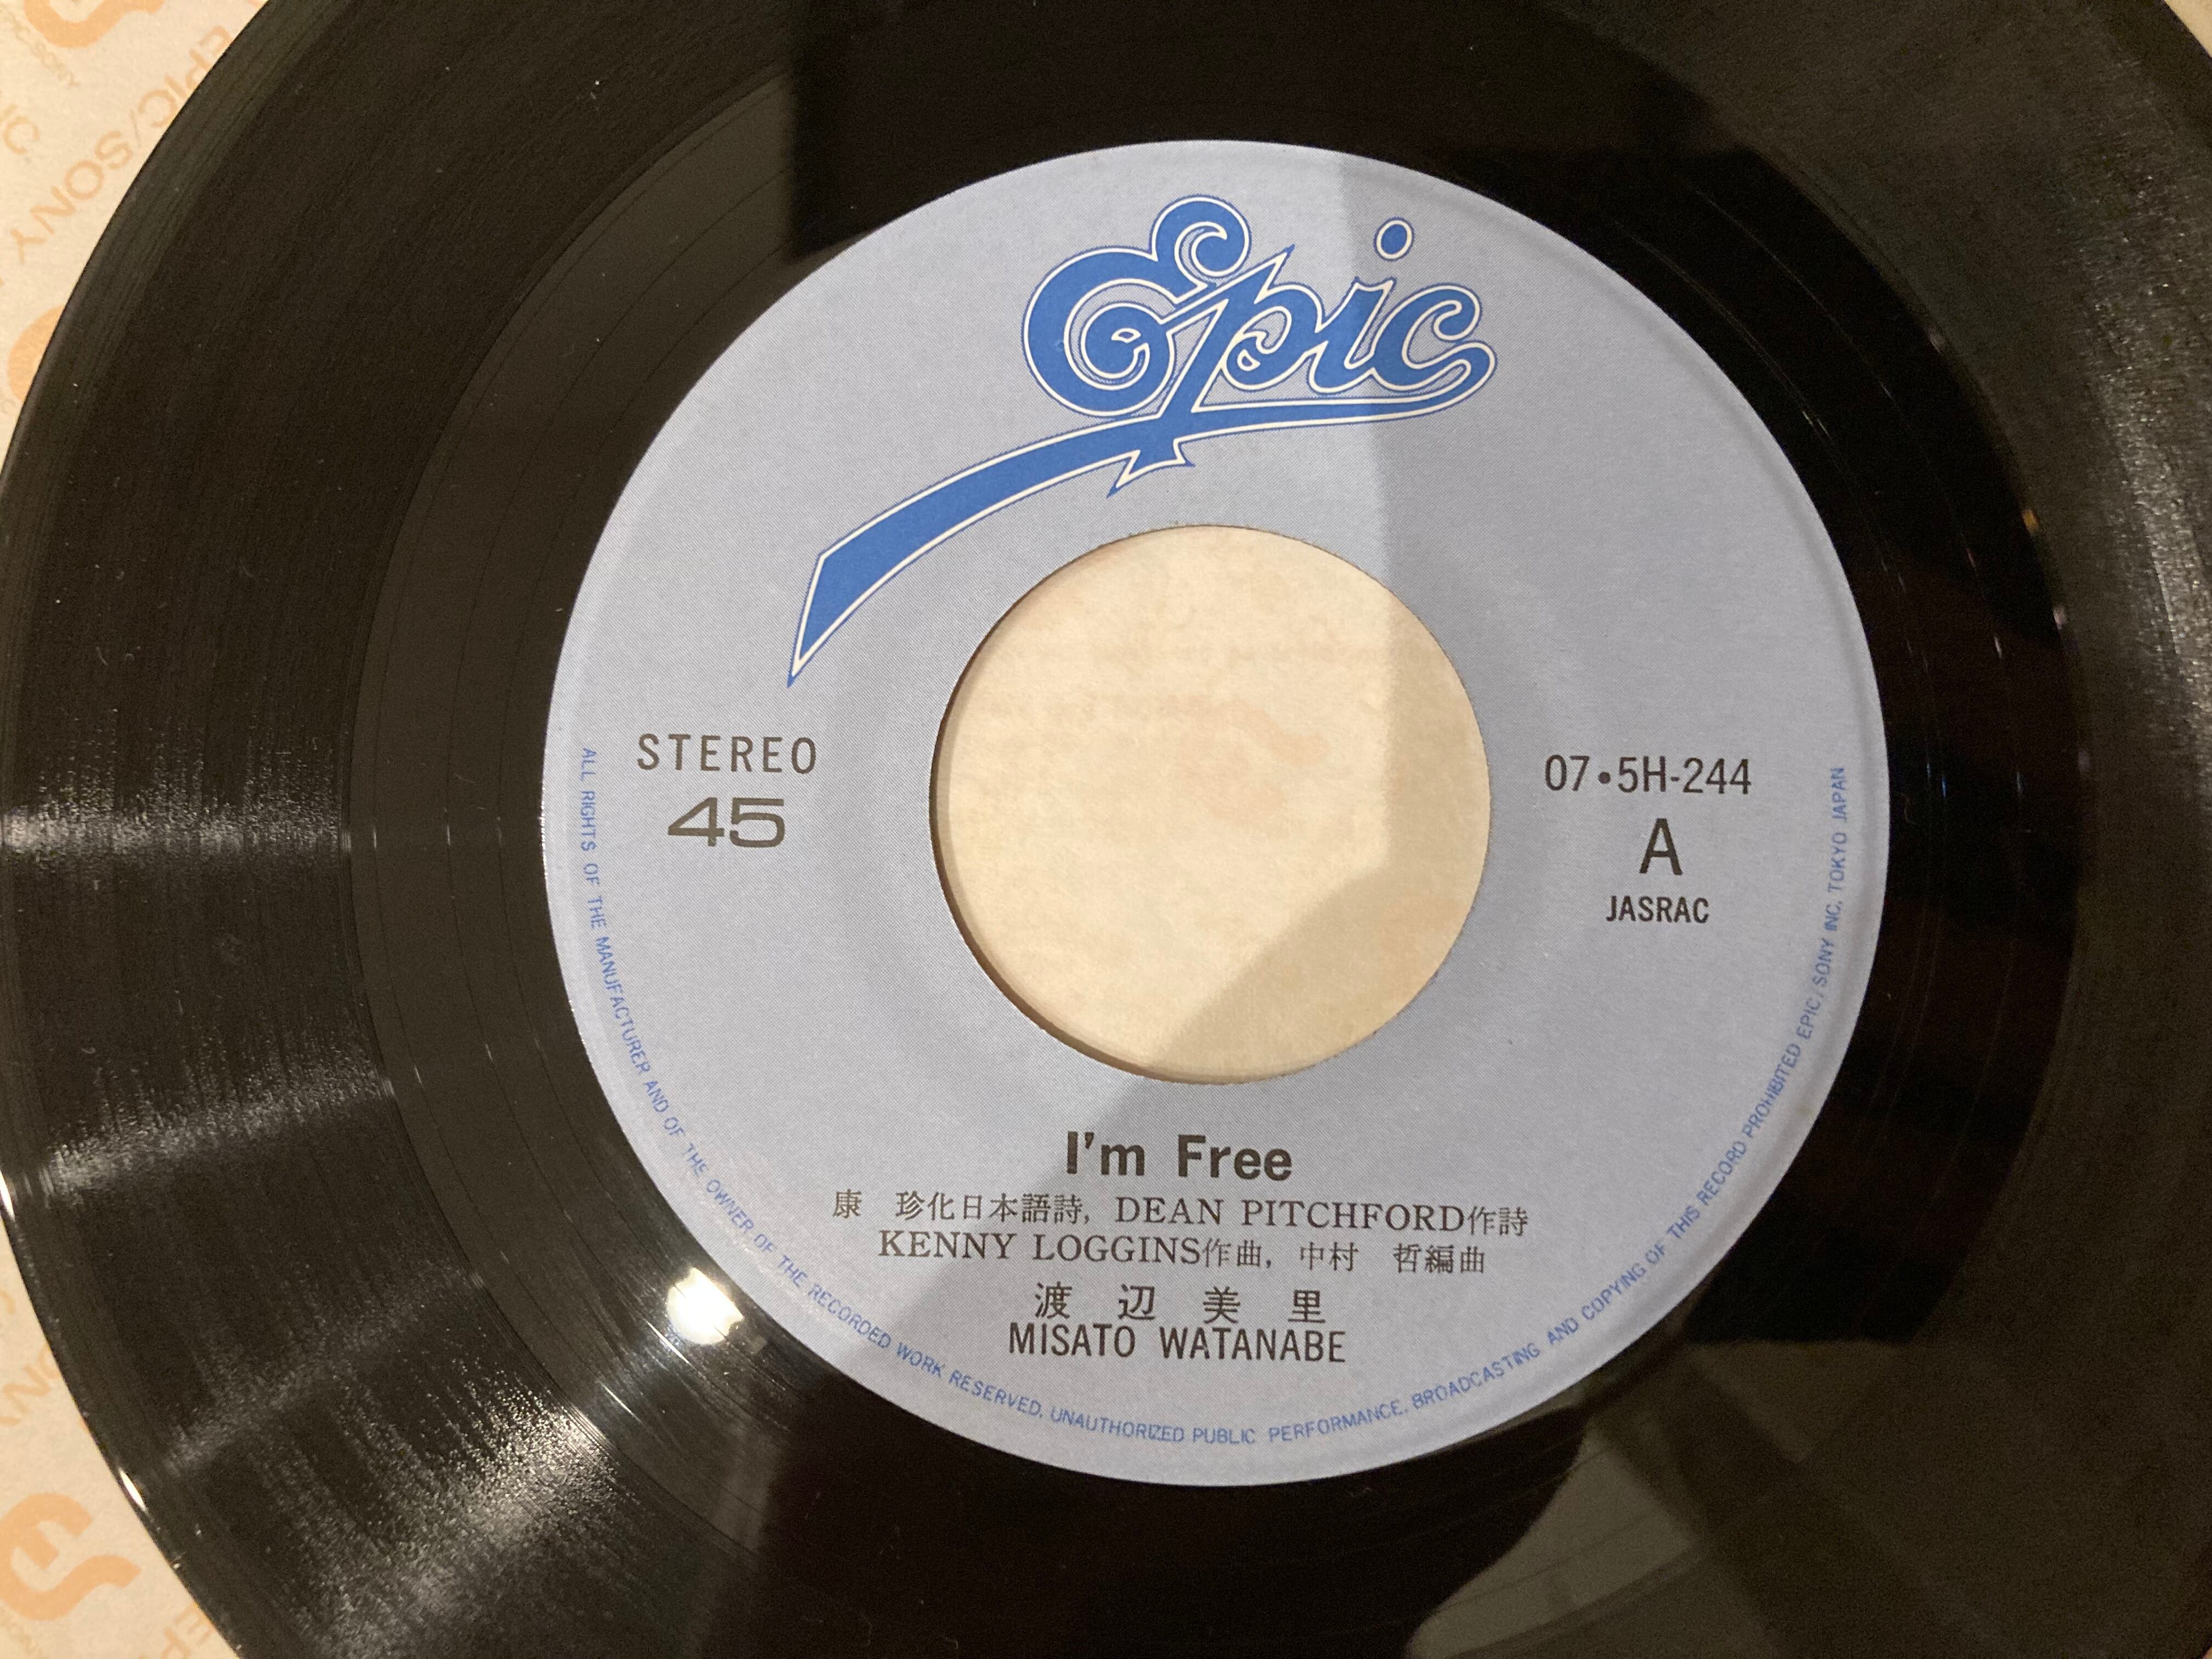 Epic
STEREO
45
07・5H-244
A
JASRAC
I'm Free
康　珍化日本語詩, DEAN PITCHFORD作詩
KENNY LOGGINS作曲, 中村　哲編曲
渡辺美里
MISATO WATANABE
ALL RIGHTS OF THE MANUFACTURER AND OF THE OWNER OF THE RECORDED WORK RESERVED. UNAUTHORIZED PUBLIC PERFORMANCE. BROADCASTING AND COPYING OF THIS RECORD PROHIBITED EPIC/SONY INC. TOKYO JAPAN
EPIC/SONY